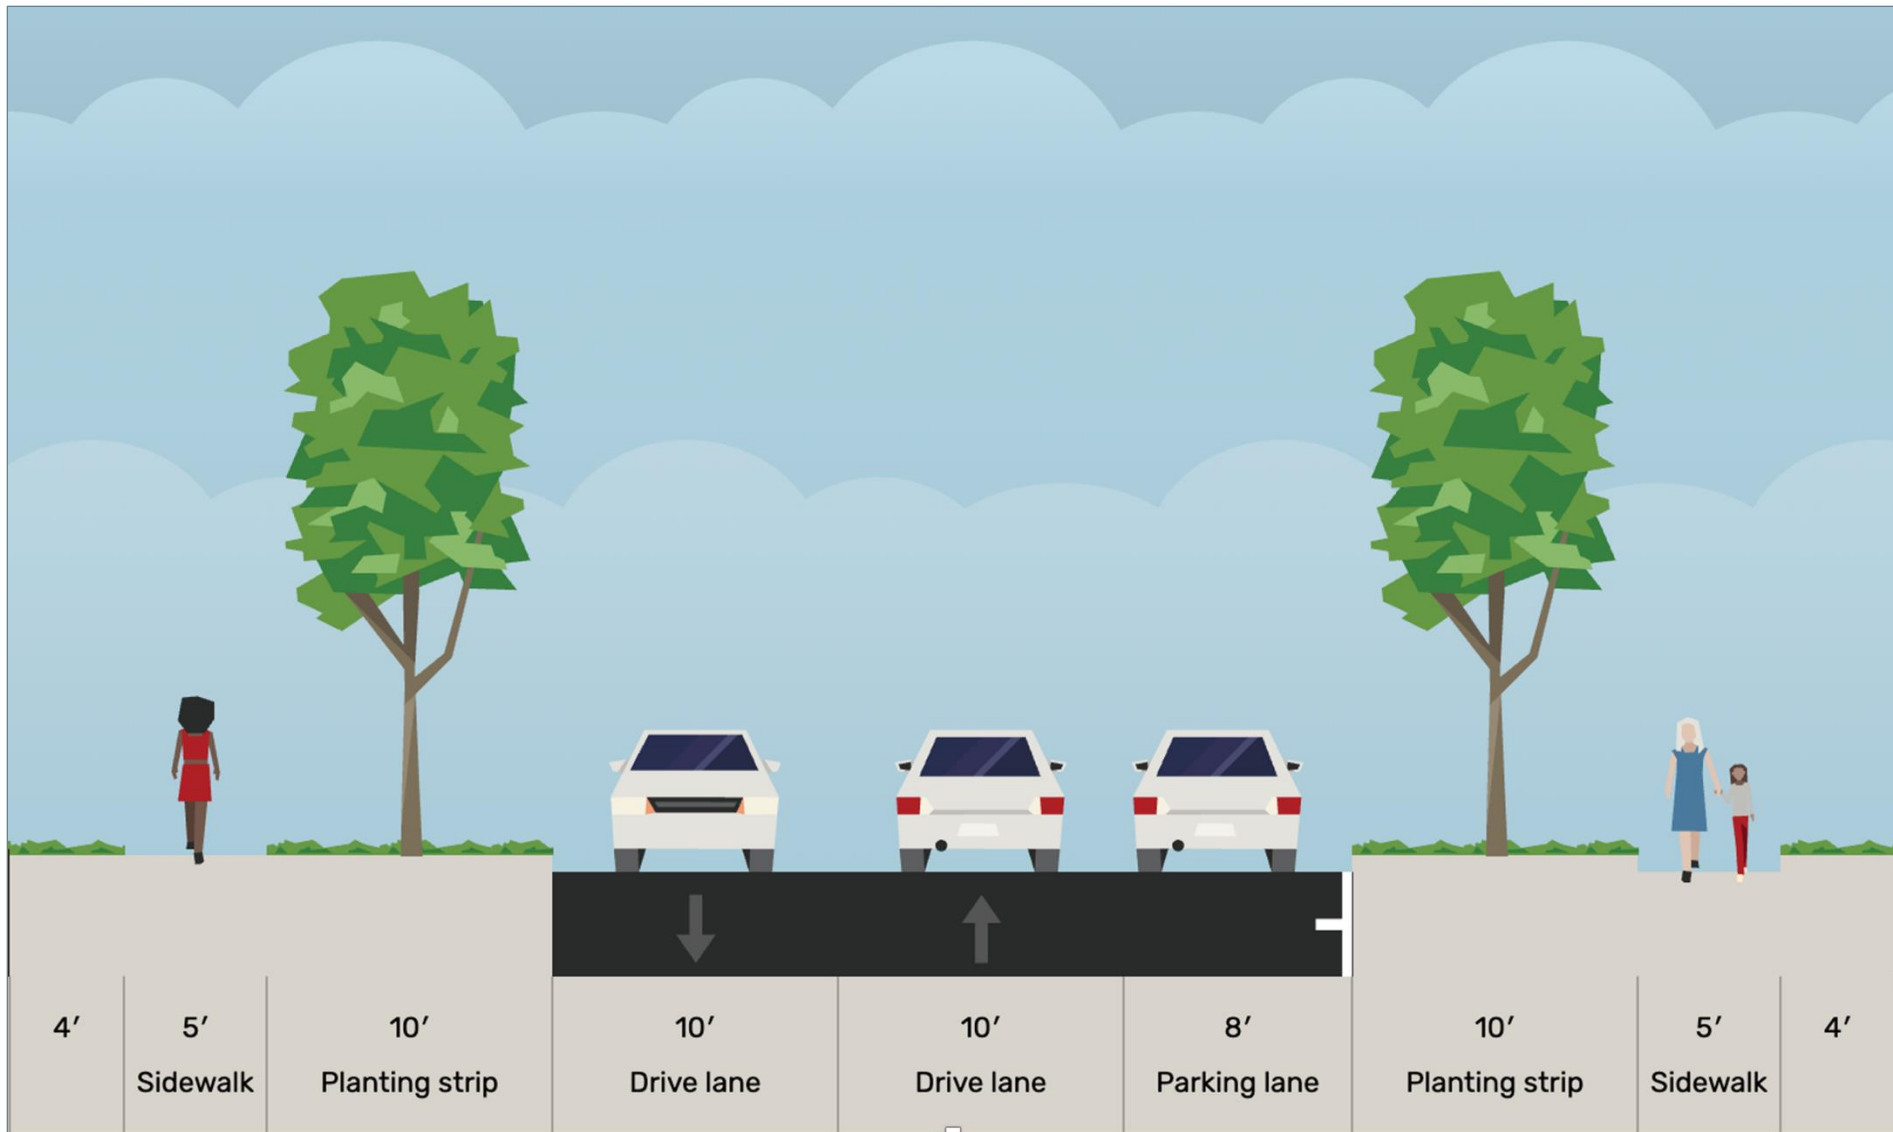 4′ 5′ 10′ 10′ 10′ 8′ 10′ 5′ 4′
Sidewalk Planting strip Drive lane Drive lane Parking lane Planting strip Sidewalk